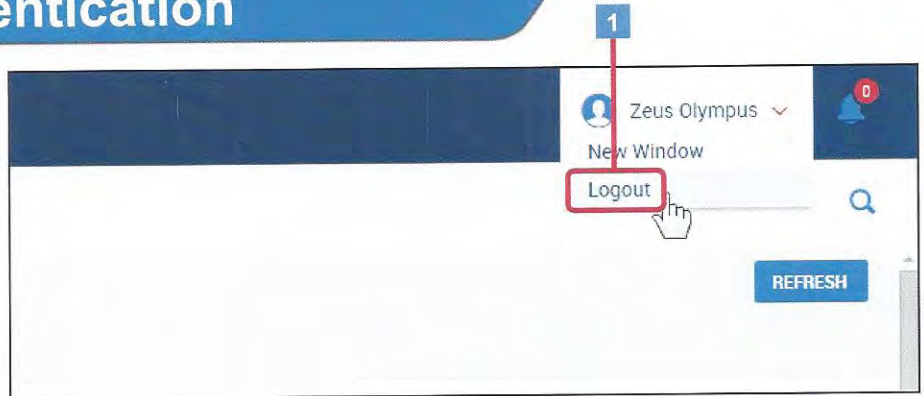 entication
1
Zeus Olympus
0
New Window
Logout
REFRESH